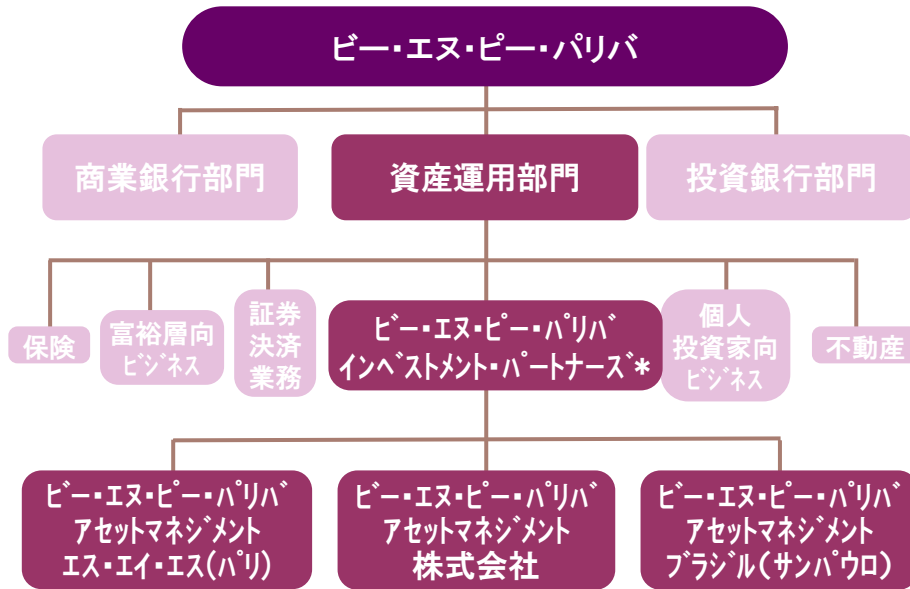 ビー・エヌ・ピー・パリバ
商業銀行部門
資産運用部門
投資銀行部門
保険
富裕層向
ビジネス
証券
決済
業務
ビー・エヌ・ピー・パリバ
インベストメント・パートナーズ*
個人
投資家向
ビジネス
不動産
ビー・エヌ・ピー・パリバ
アセットマネジメント
エス・エイ・エス(パリ)
ビー・エヌ・ピー・パリバ
アセットマネジメント
株式会社
ビー・エヌ・ピー・パリバ
アセットマネジメント
ブラジル(サンパウロ)